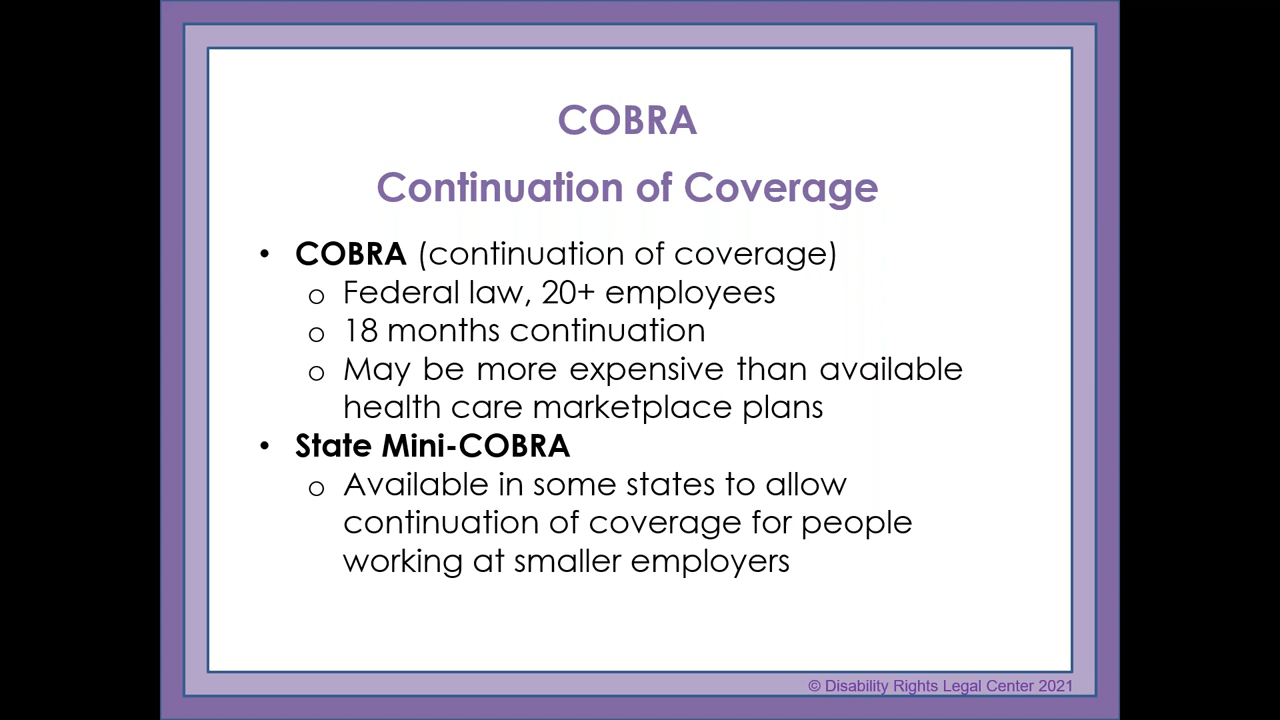 COBRA
Continuation of Coverage
• COBRA (continuation of coverage)
o Federal law, 20+ employees
o 18 months continuation
o May be more expensive than available
health care marketplace plans
• State Mini-COBRA
o Available in some states to allow
continuation of coverage for people
working at smaller employers
© Disability Rights Legal Center 2021